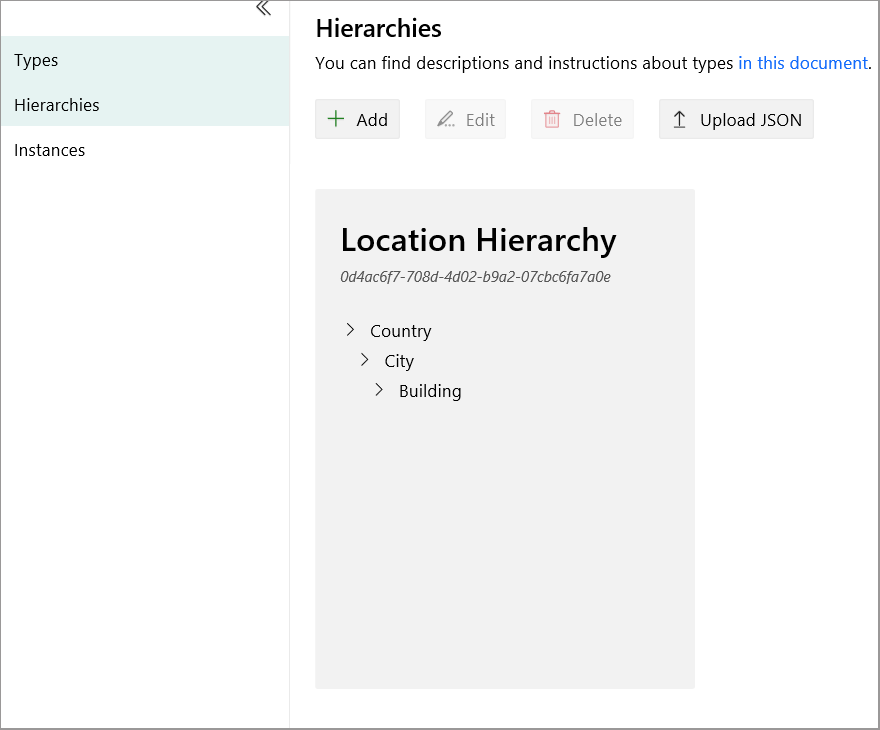 Types
Hierarchies
Instances
Hierarchies
You can find descriptions and instructions about types in this document.
Add Edit Delete Upload JSON
Location Hierarchy
0d4ac6f7-708d-4d02-b9a2-07cbc6fa7a0e
Country
City
Building